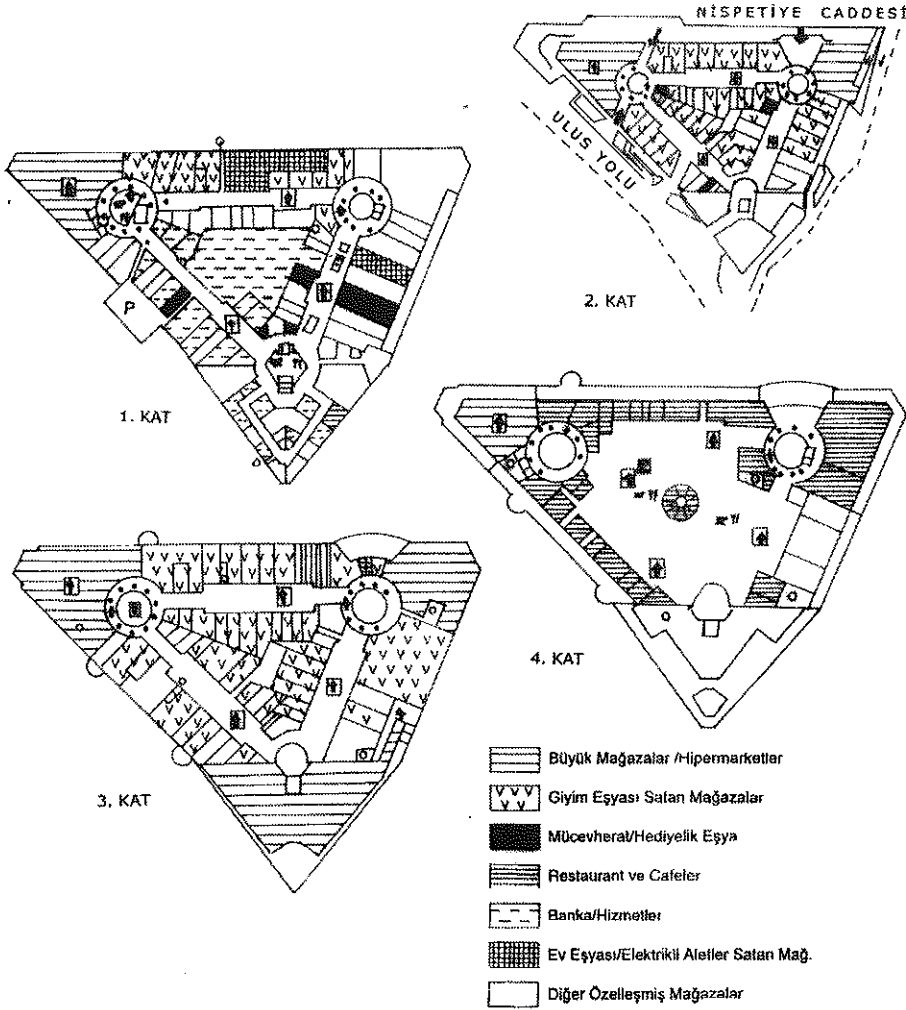 NİSPETİYE CADDESİ
ULUS YOLU
2. KAT
P
1. KAT
4. KAT
3. KAT
Büyük Mağazalar /Hipermarketler
Giyim Eşyası Satan Mağazalar
Mücevherat/Hediyelik Eşya
Restaurant ve Cafeler
Banka/Hizmetler
Ev Eşyası/Elektrikli Aletler Satan Mağ.
Diğer Özelleşmiş Mağazalar